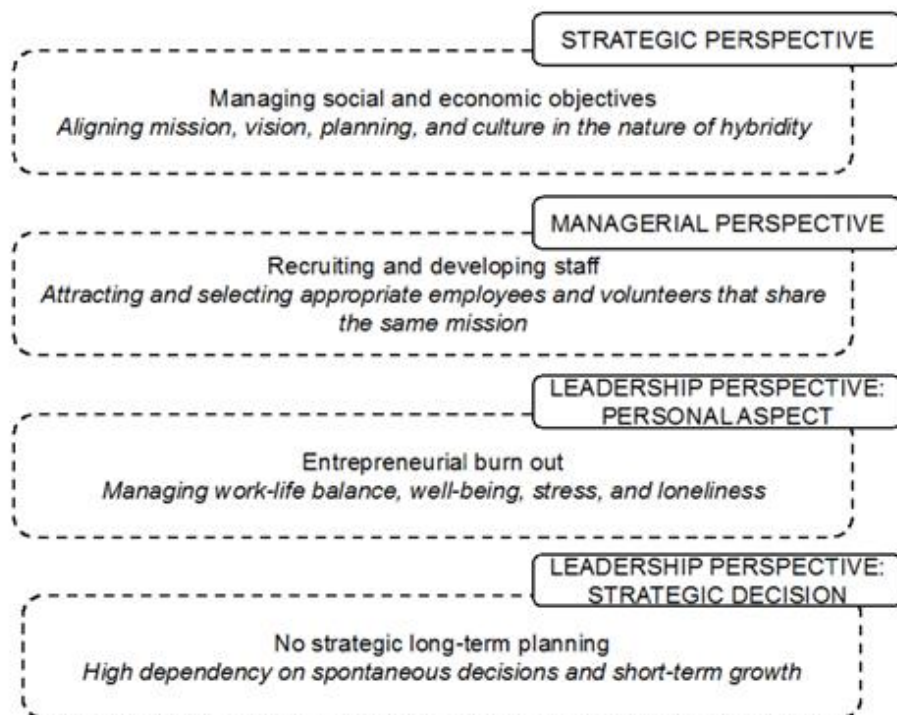 STRATEGIC PERSPECTIVE
Managing social and economic objectives
Aligning mission, vision, planning, and culture in the nature of hybridity
MANAGERIAL PERSPECTIVE
Recruiting and developing staff
Attracting and selecting appropriate employees and volunteers that share
the same mission
LEADERSHIP PERSPECTIVE:
PERSONAL ASPECT
Entrepreneurial burn out
Managing work-life balance, well-being, stress, and loneliness
LEADERSHIP PERSPECTIVE:
STRATEGIC DECISION
No strategic long-term planning
High dependency on spontaneous decisions and short-term growth